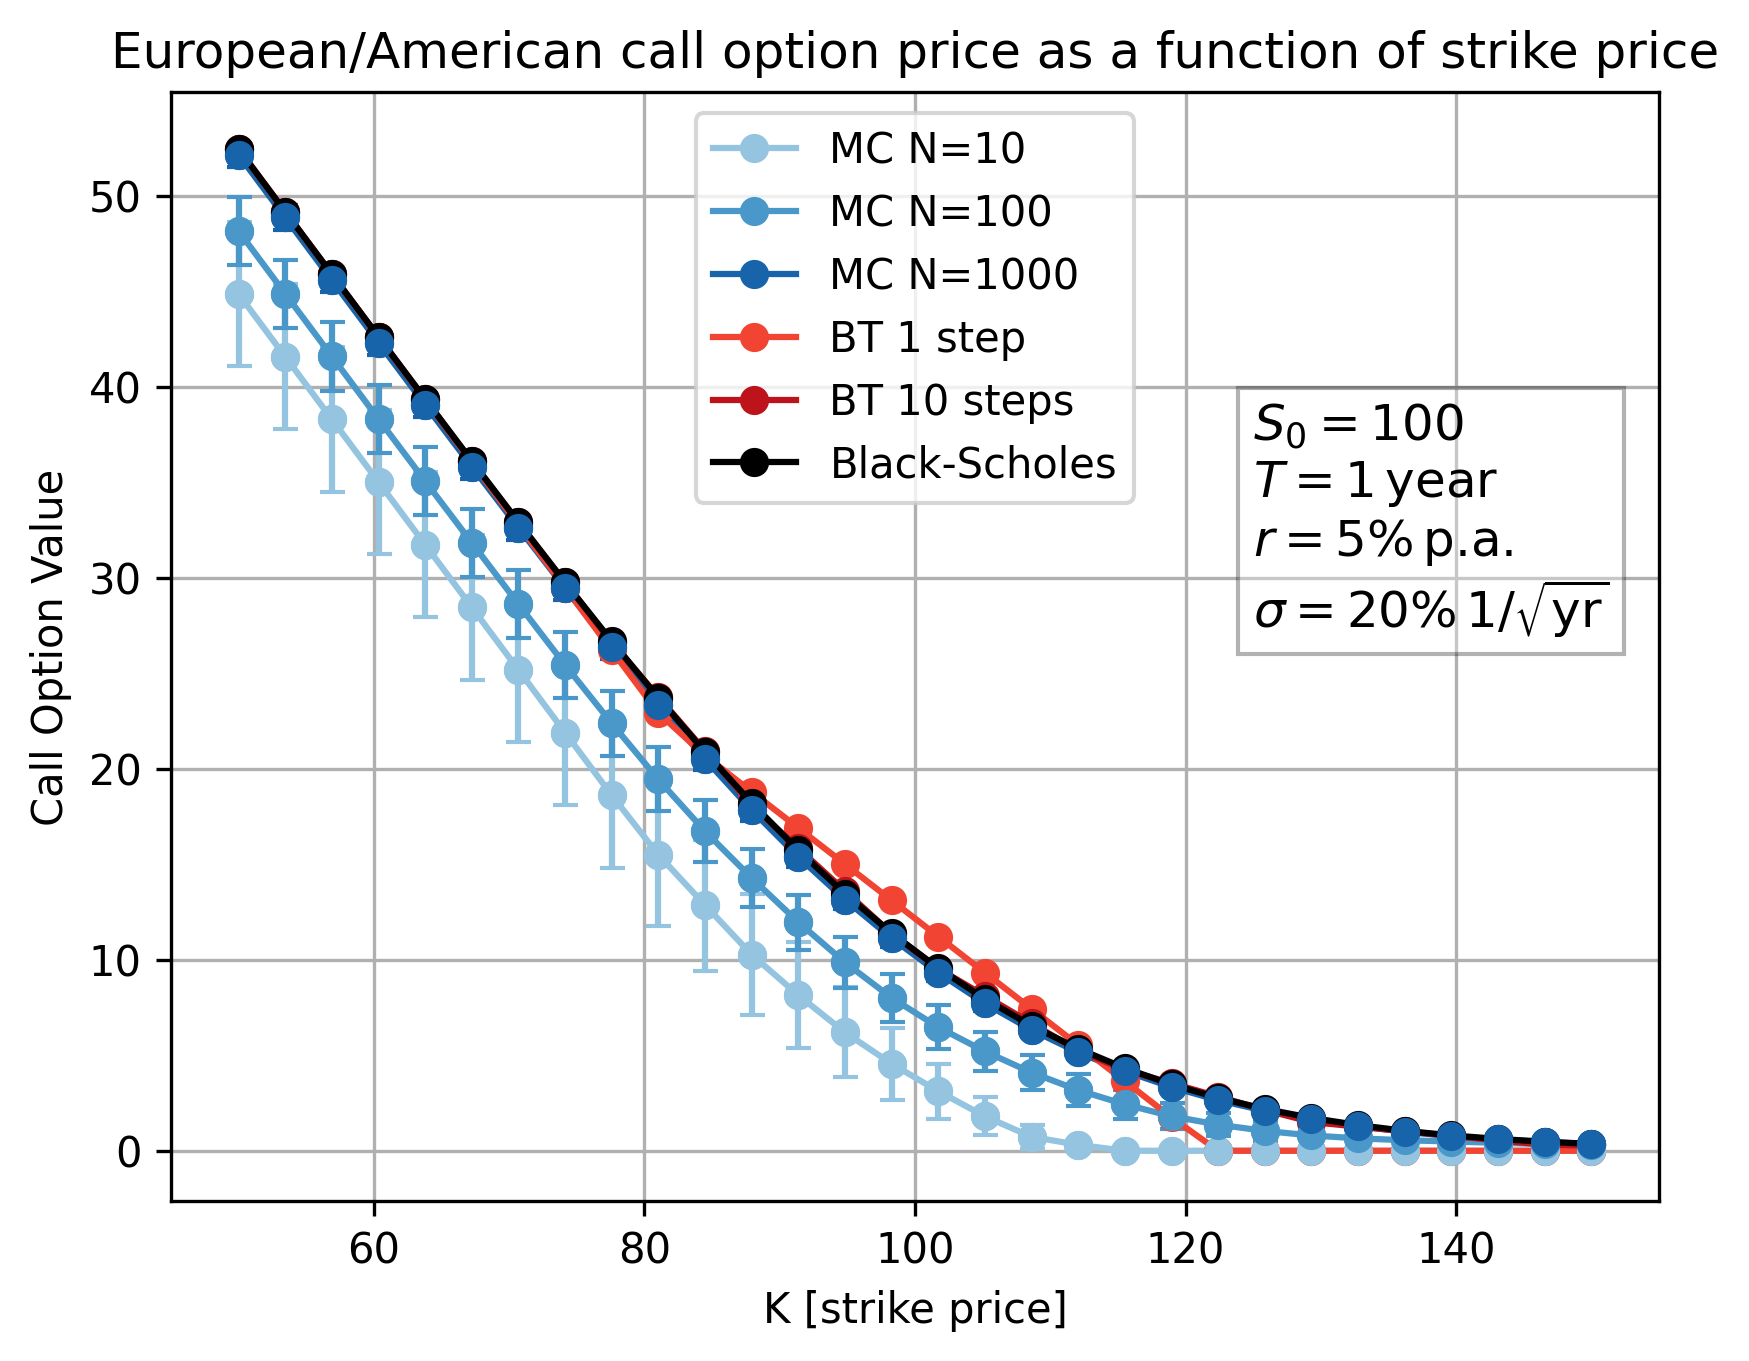 European/American call option price as a function of strike price
MC N=10
MC N=100
MC N=1000
BT 1 step
BT 10 steps
Black-Scholes
S₀ = 100
T = 1 year
r = 5% p.a.
σ = 20% 1/√yr
Call Option Value
50
40
30
20
10
0
60 80 100 120 140
K [strike price]